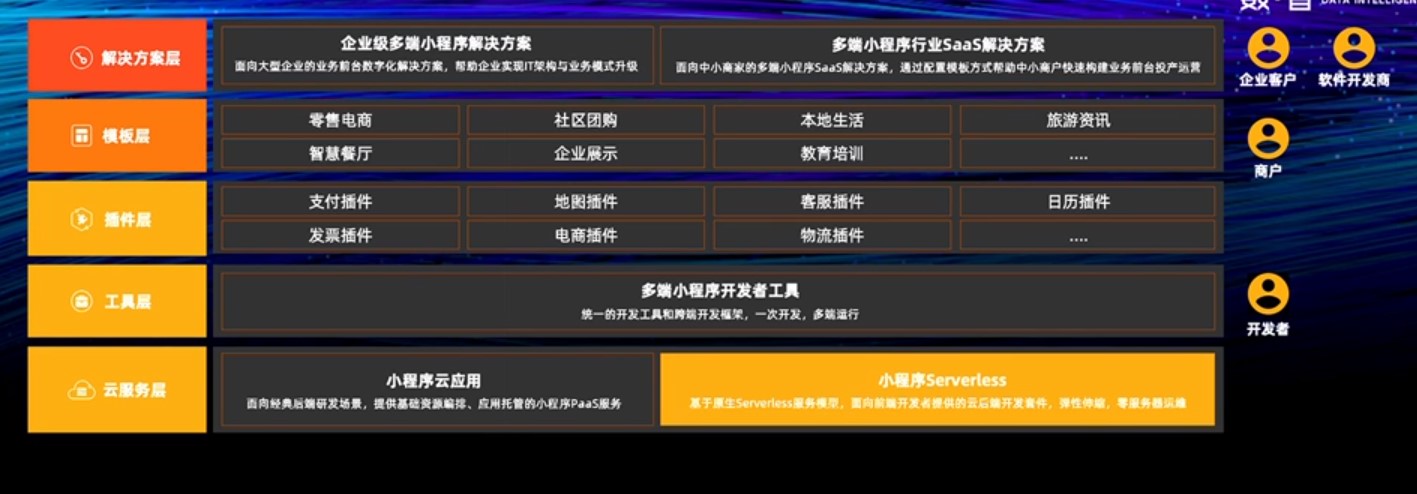 DATA INTELLIGEN
解决方案层
企业级多端小程序解决方案
面向大型企业的业务前台数字化解决方案，帮助企业实现IT架构与业务模式升级
多端小程序行业SaaS解决方案
面向中小商家的多端小程序SaaS解决方案，通过配置模板方式帮助中小商户快速构建业务前台投产运营
企业客户
软件开发商
模板层
零售电商
社区团购
本地生活
旅游资讯
智慧餐厅
企业展示
教育培训
....
商户
插件层
支付插件
地图插件
客服插件
日历插件
发票插件
电商插件
物流插件
....
工具层
多端小程序开发者工具
统一的开发工具和跨端开发框架，一次开发，多端运行
开发者
云服务层
小程序云应用
面向经典后端研发场景，提供基础资源编排、应用托管的小程序PaaS服务
小程序Serverless
基于原生Serverless服务模型，面向前端开发者提供的云后端开发套件，弹性伸缩，零服务器运维